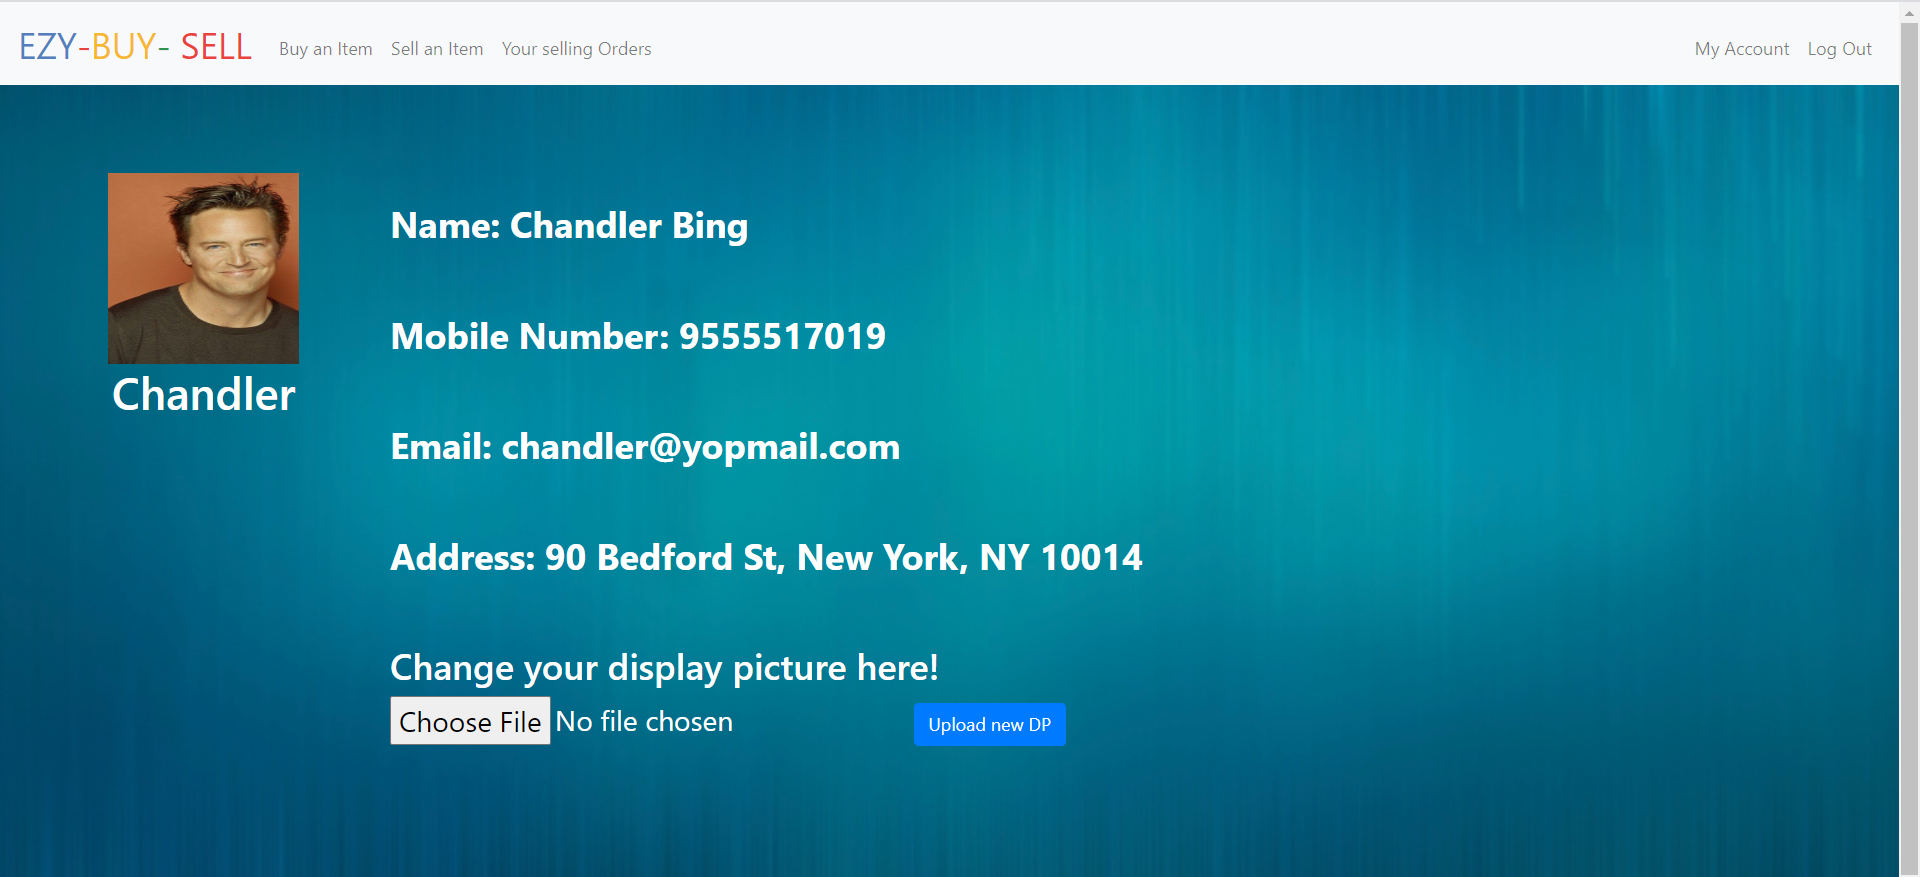 EZY-BUY- SELL Buy an Item Sell an Item Your selling Orders My Account Log Out
Chandler
Name: Chandler Bing
Mobile Number: 9555517019
Email: chandler@yopmail.com
Address: 90 Bedford St, New York, NY 10014
Change your display picture here!
Choose File No file chosen Upload new DP